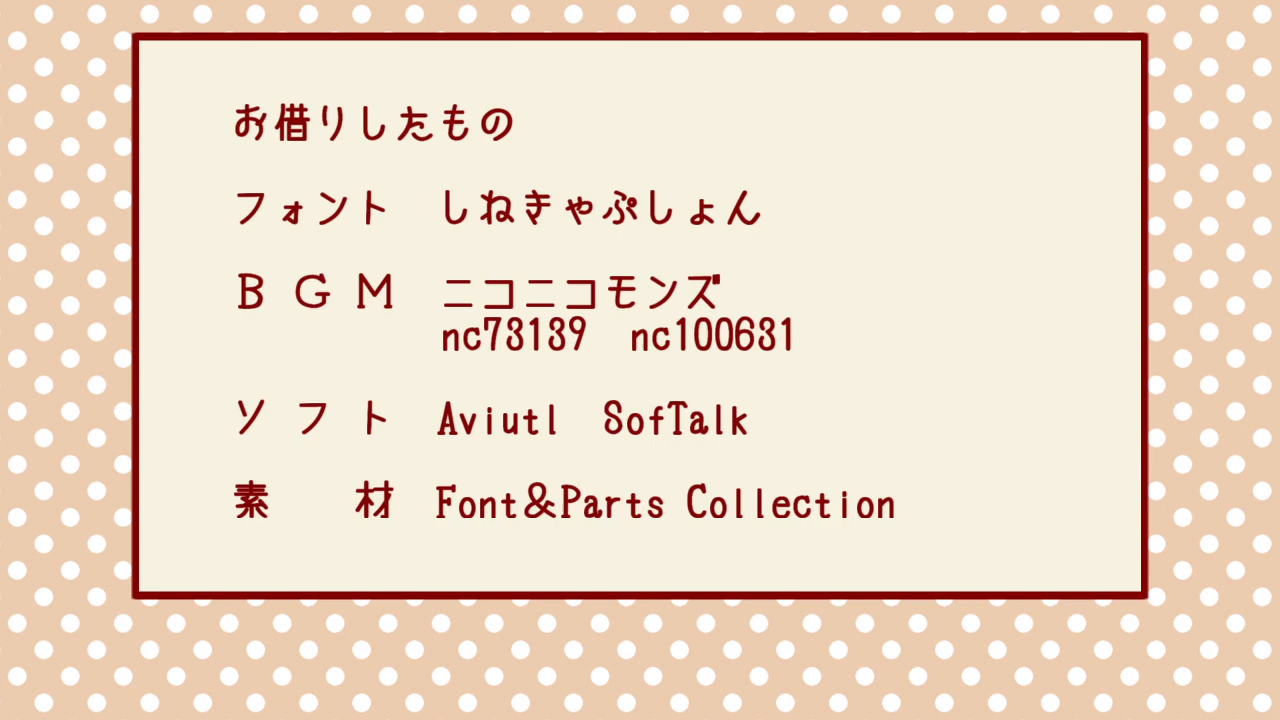 お借りしたもの
フォント　しねきゃぷしょん
ＢＧＭ　ニコニコモンズ
nc73139　nc100631
ソフト　Aviutl　SofTalk
素　材　Font＆Parts Collection